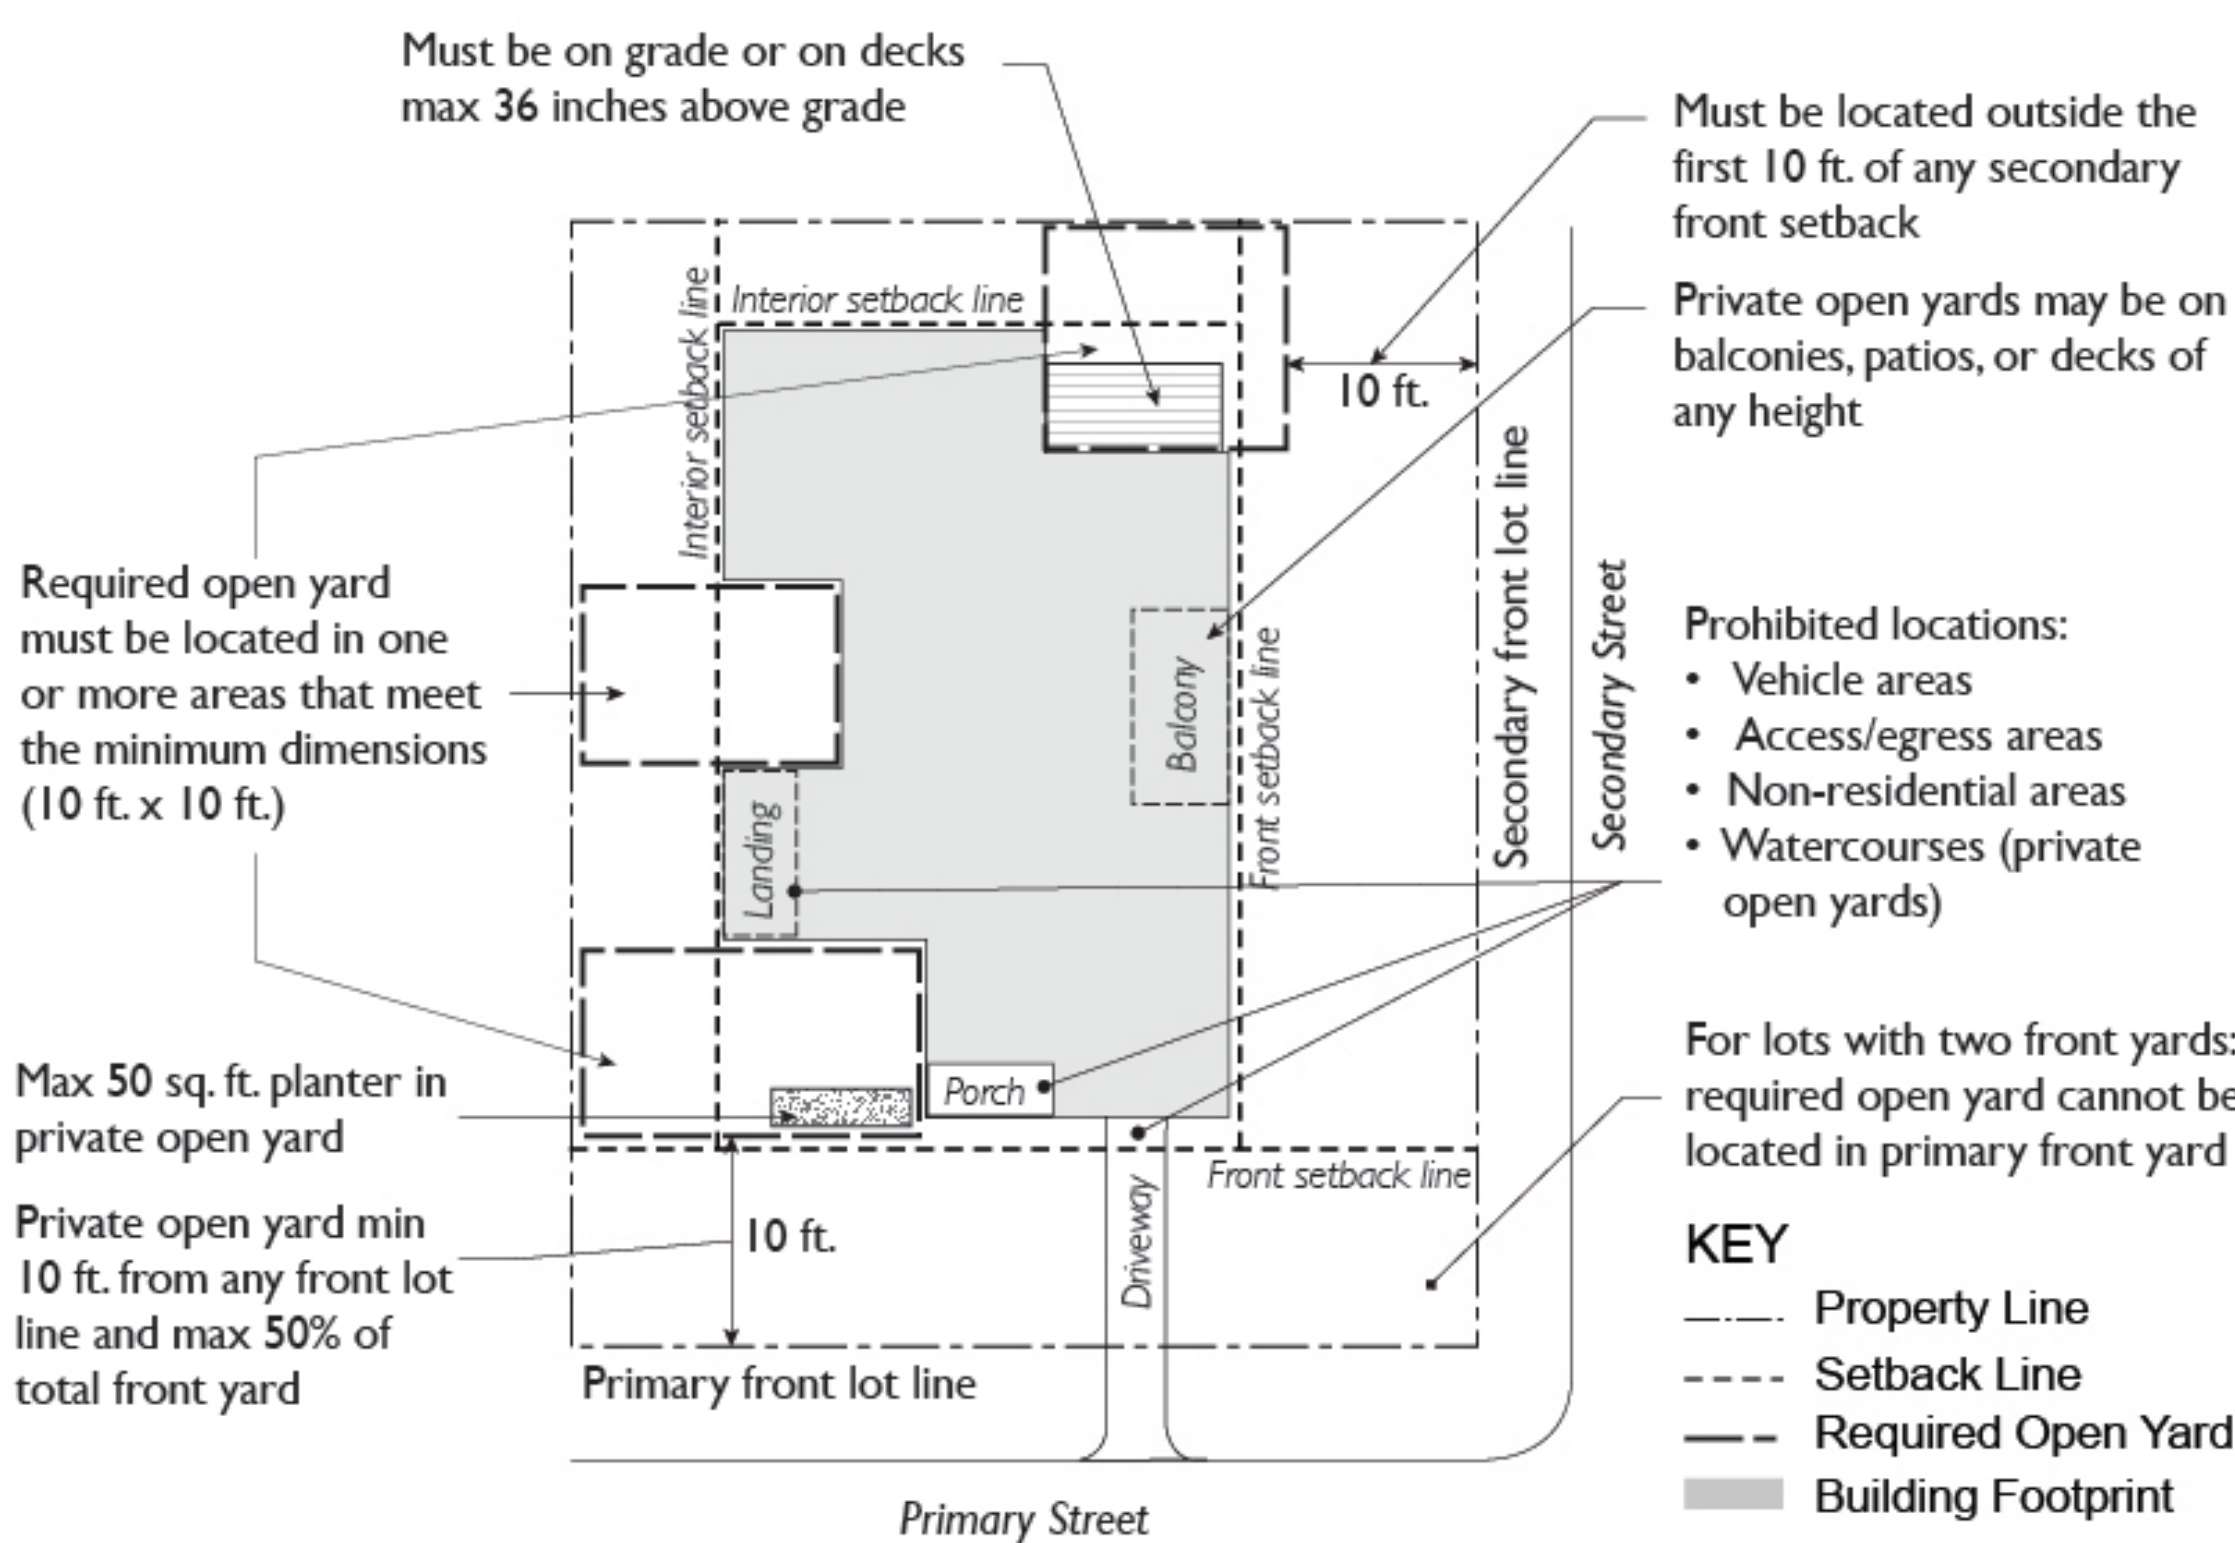 Must be on grade or on decks
max 36 inches above grade
Must be located outside the
first 10 ft. of any secondary
front setback
Private open yards may be on
balconies, patios, or decks of
any height
Interior setback line
Interior setback line
10 ft.
Required open yard
must be located in one
or more areas that meet
the minimum dimensions
(10 ft. x 10 ft.)
Landing
Balcony
Front setback line
Secondary front lot line
Secondary Street
Prohibited locations:
• Vehicle areas
• Access/egress areas
• Non-residential areas
• Watercourses (private
open yards)
Max 50 sq. ft. planter in
private open yard
Porch
For lots with two front yards:
required open yard cannot be
located in primary front yard
Private open yard min
10 ft. from any front lot
line and max 50% of
total front yard
10 ft.
Driveway
Front setback line
Primary front lot line
Primary Street
KEY
Property Line
Setback Line
Required Open Yard
Building Footprint